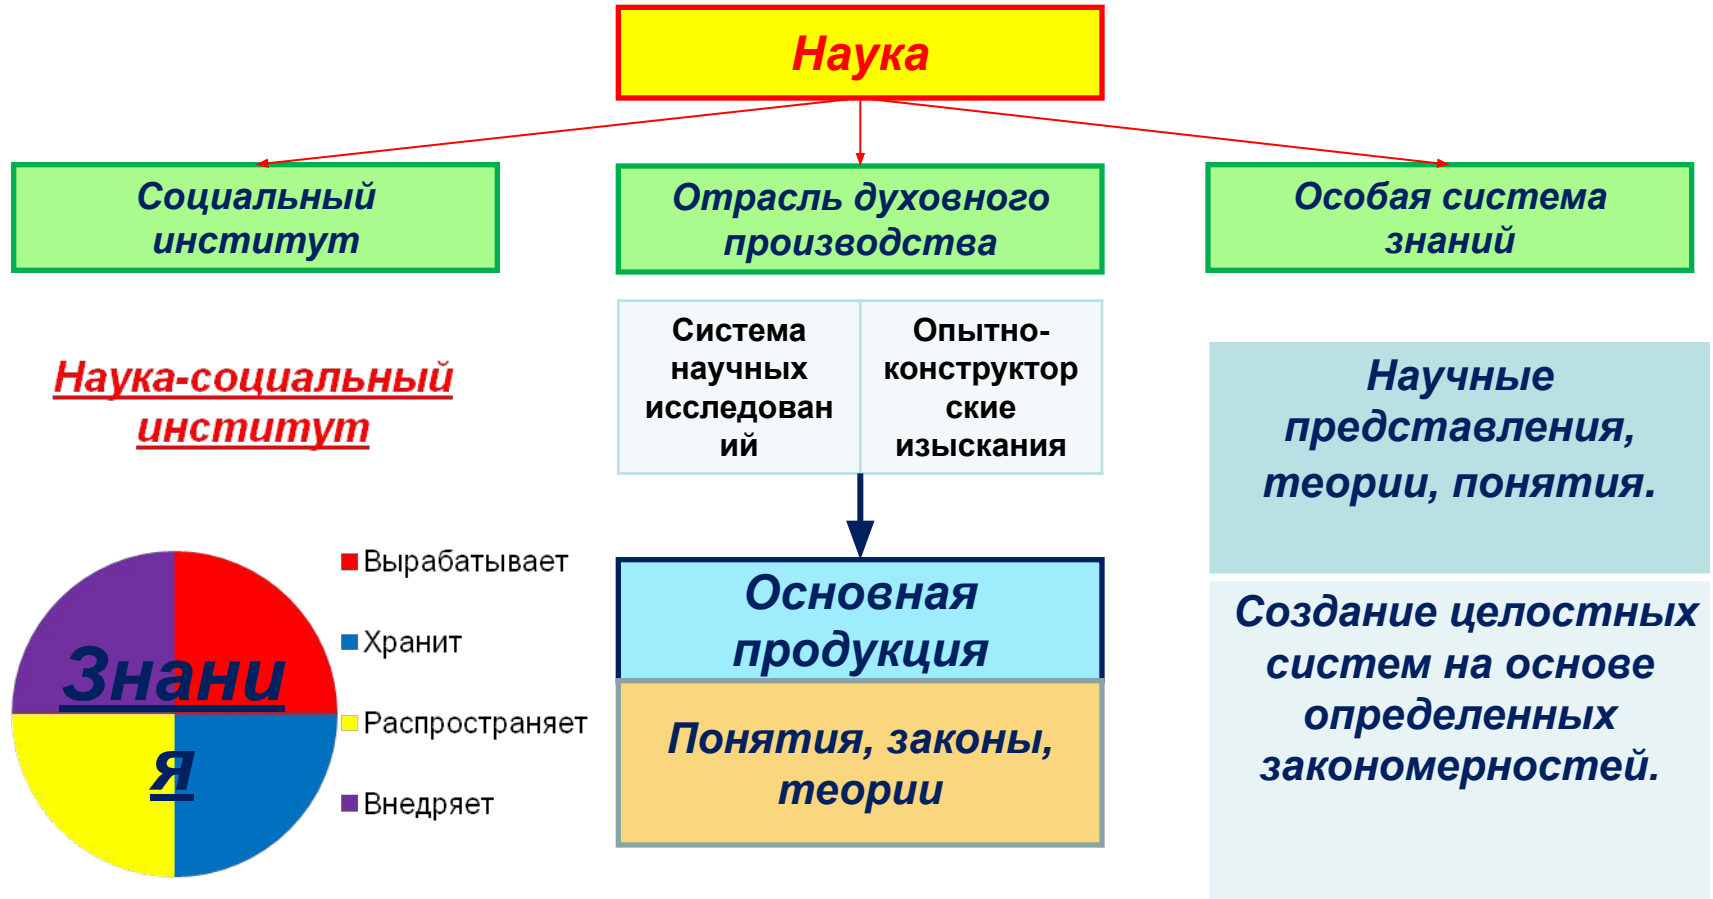 Наука
Социальный
институт
Отрасль духовного
производства
Особая система
знаний
Наука-социальный
институт
Знани
я
Вырабатывает
Хранит
Распространяет
Внедряет
Система
научных
исследован
ий
Опытно-
конструктор
ские
изыскания
Основная
продукция
Понятия, законы,
теории
Научные
представления,
теории, понятия.
Создание целостных
систем на основе
определенных
закономерностей.